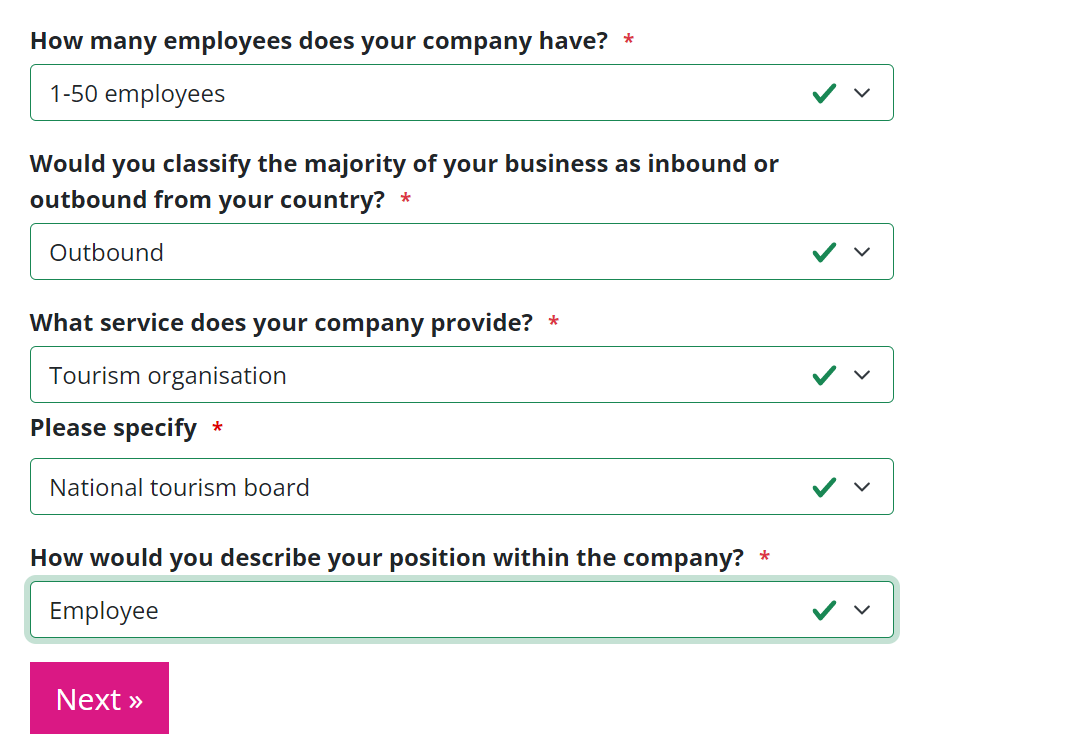 How many employees does your company have? *
1-50 employees
Would you classify the majority of your business as inbound or
outbound from your country? *
Outbound
What service does your company provide? *
Tourism organisation
Please specify *
National tourism board
How would you describe your position within the company? *
Employee
Next »